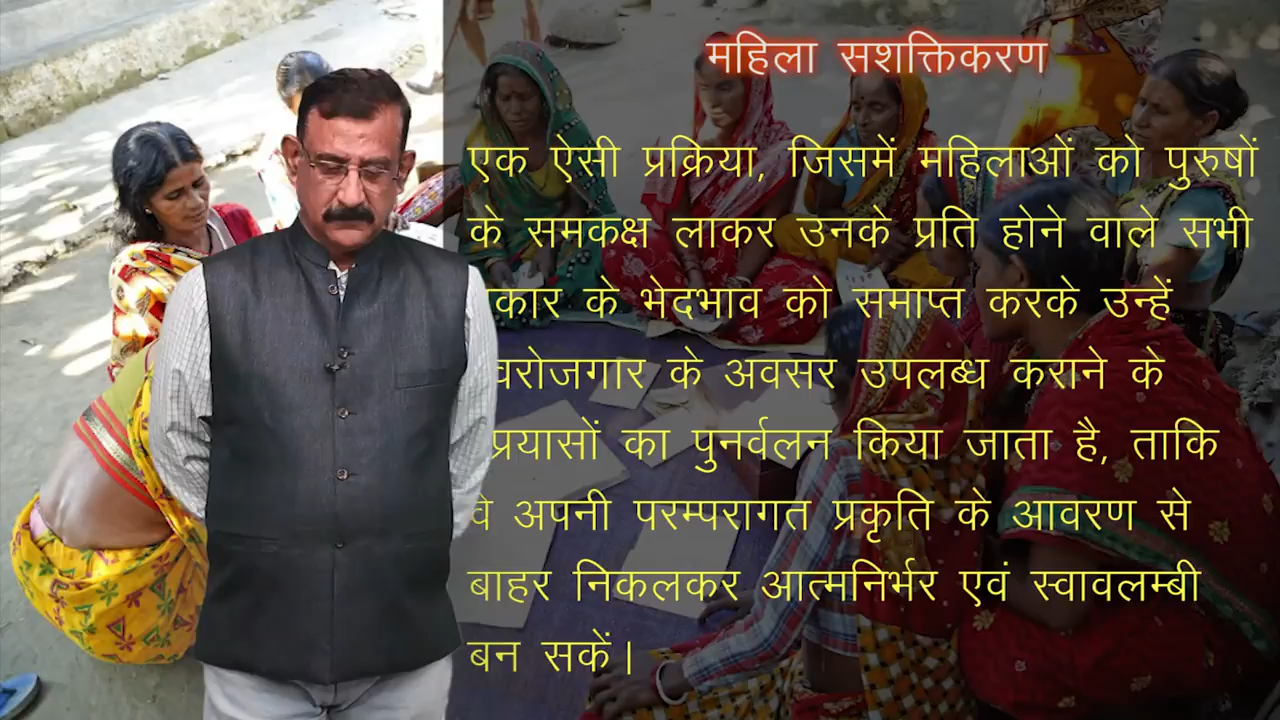 महिला सशक्तिकरण
एक ऐसी प्रक्रिया, जिसमें महिलाओं को पुरुषों
के समकक्ष लाकर उनके प्रति होने वाले सभी
के भेदभाव को समाप्त करके उन्हें
के अवसर उपलब्ध कराने के
प्रयासों का पुनर्वलन किया जाता है, ताकि
वे अपनी परम्परागत प्रकृति के आवरण से
बाहर निकलकर आत्मनिर्भर एवं स्वावलम्बी
बन सकें।